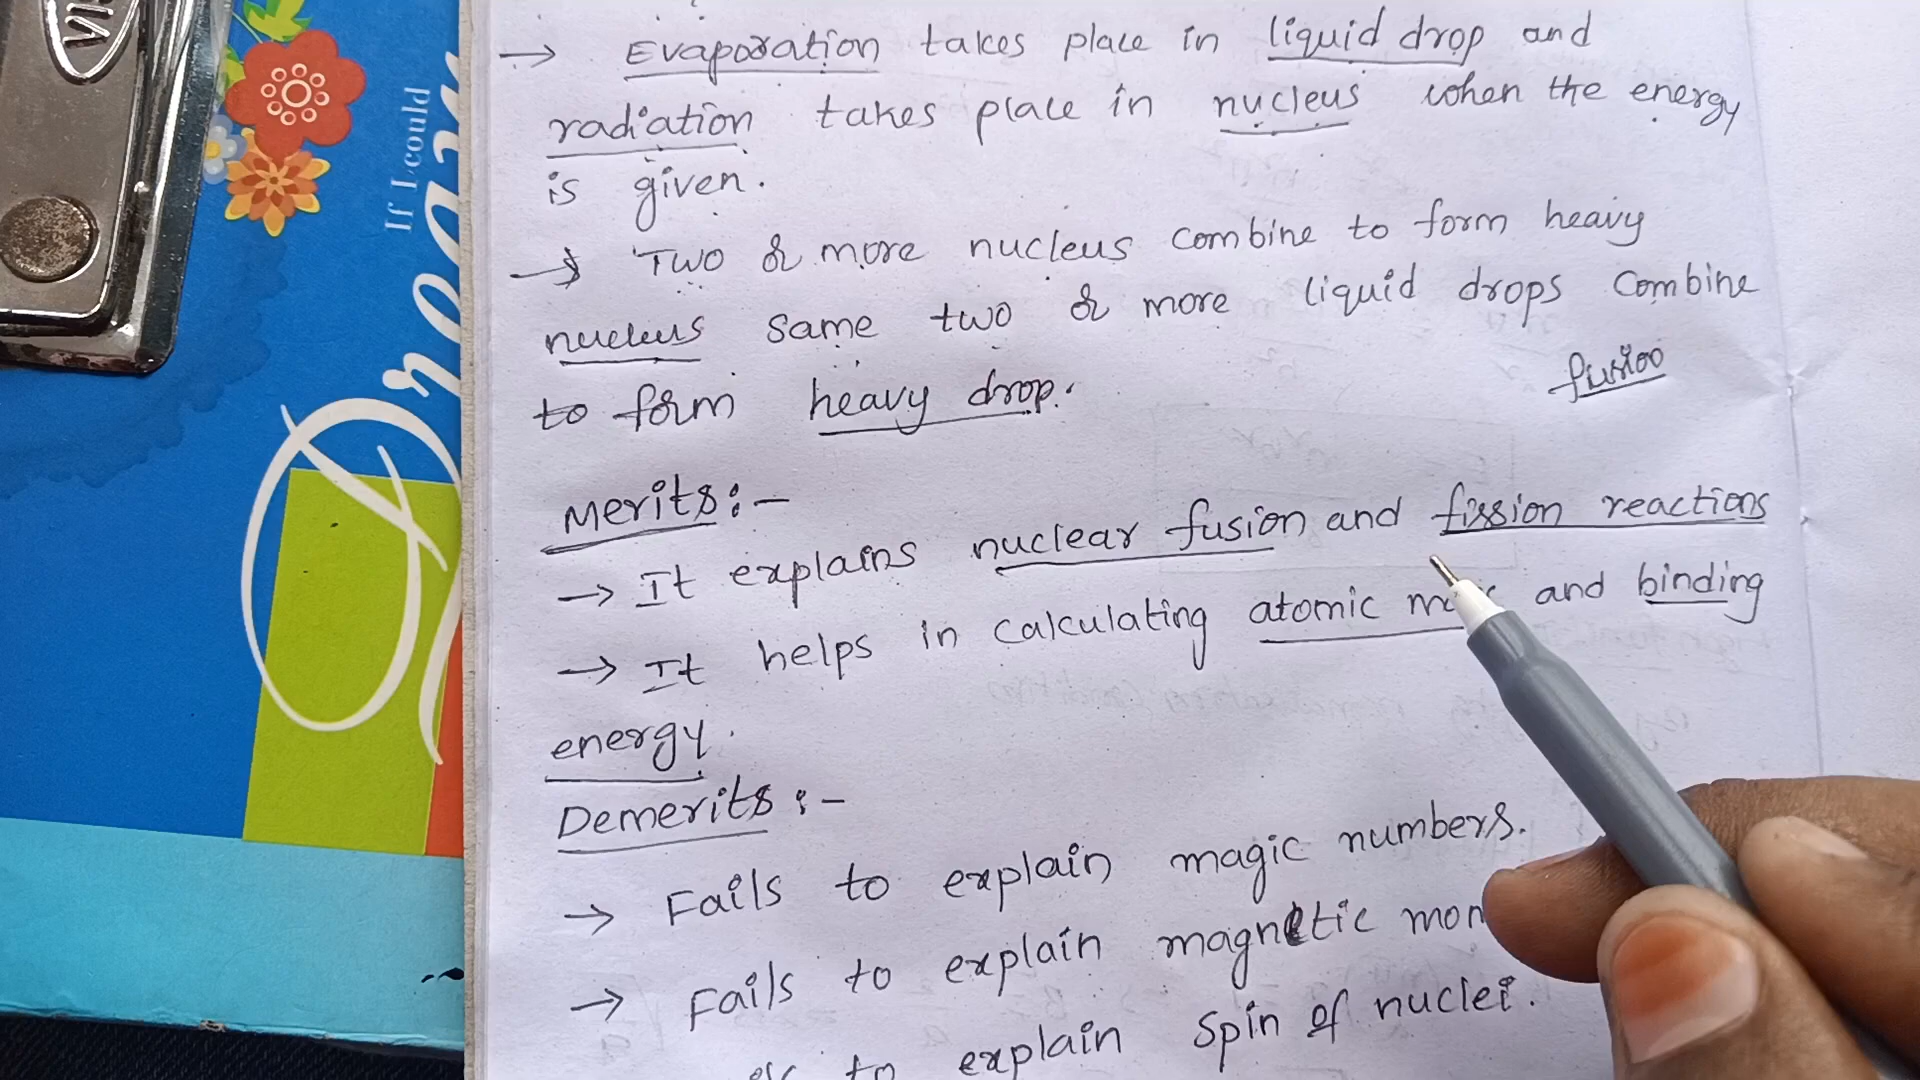 → Evaporation takes place in liquid drop and
radiation takes place in nucleus when the energy
is given.
→ Two or more nucleus combine to form heavy
nucleus same two or more liquid drops combine
to form heavy drop.
fusion
Merits:-
→ It explains nuclear fusion and fission reactions
→ It helps in calculating atomic and binding
energy.
Demerits:-
→ Fails to explain magic numbers.
→ Fails to explain magnetic mom
to explain spin of nuclei.
If I could